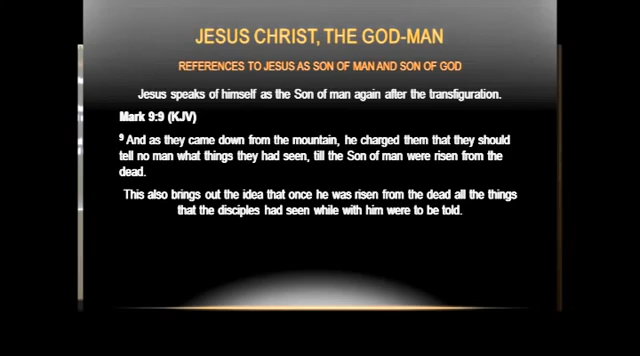 JESUS CHRIST, THE GOD-MAN
REFERENCES TO JESUS AS SON OF MAN AND SON OF GOD
Jesus speaks of himself as the Son of man again after the transfiguration.
Mark 9:9 (KJV)
9 And as they came down from the mountain, he charged them that they should
tell no man what things they had seen, till the Son of man were risen from the
dead.
This also brings out the idea that once he was risen from the dead all the things
that the disciples had seen while with him were to be told.